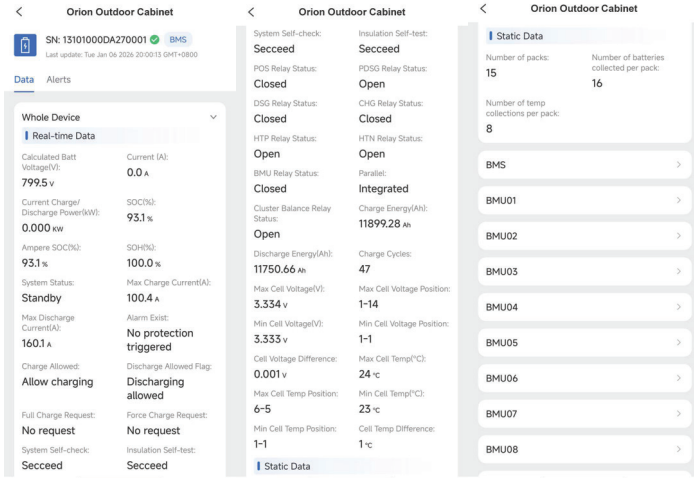 Orion Outdoor Cabinet
SN: 13101000DA270001 BMS
Last update: Tue Jan 06 2026 20:00:13 GMT+0800
Data Alerts
Whole Device
Real-time Data
Calculated Batt Voltage(V):
799.5 V
Current (A):
0.0 A
Current Charge/ Discharge Power(kW):
0.000 KW
SOC(%):
93.1 %
Ampere SOC(%):
93.1 %
SOH(%):
100.0 %
System Status:
Standby
Max Charge Current(A):
100.4 A
Max Discharge Current(A):
160.1 A
Alarm Exist:
No protection triggered
Charge Allowed:
Allow charging
Discharge Allowed Flag:
Discharging allowed
Full Charge Request:
No request
Force Charge Request:
No request
System Self-check:
Secceed
Insulation Self-test:
Secceed
Orion Outdoor Cabinet
System Self-check:
Secceed
Insulation Self-test:
Secceed
POS Relay Status:
Closed
PDSG Relay Status:
Open
DSG Relay Status:
Closed
CHG Relay Status:
Closed
HTP Relay Status:
Open
HTN Relay Status:
Open
BMU Relay Status:
Closed
Parallel:
Integrated
Cluster Balance Relay Status:
Open
Charge Energy(Ah):
11899.28 Ah
Discharge Energy(Ah):
11750.66 Ah
Charge Cycles:
47
Max Cell Voltage(V):
3.334 V
Max Cell Voltage Position:
1-14
Min Cell Voltage(V):
3.333 V
Min Cell Voltage Position:
1-1
Cell Voltage Difference:
0.001 V
Max Cell Temp(°C):
24 °C
Max Cell Temp Position:
6-5
Min Cell Temp(°C):
23 °C
Min Cell Temp Position:
1-1
Cell Temp Difference:
1 °C
Static Data
Orion Outdoor Cabinet
Static Data
Number of packs:
15
Number of batteries collected per pack:
16
Number of temp collections per pack:
8
BMS
BMU01
BMU02
BMU03
BMU04
BMU05
BMU06
BMU07
BMU08